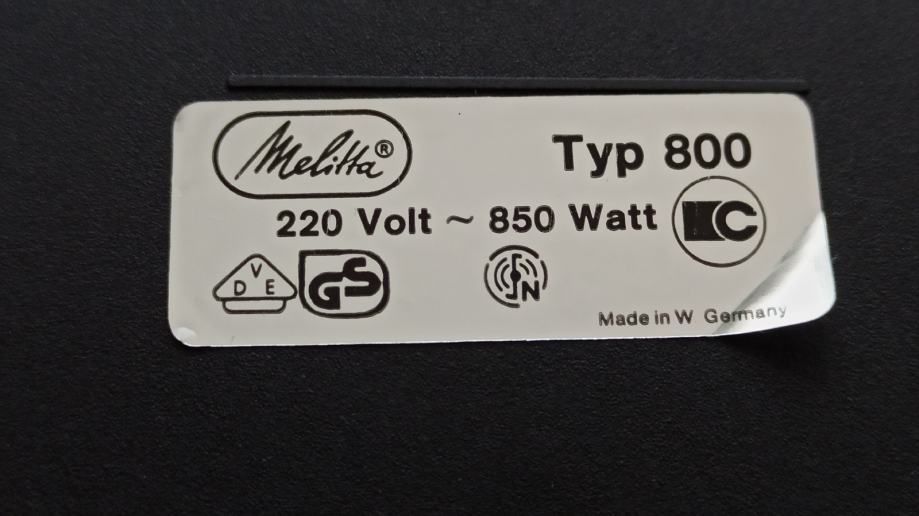 Melitta®
Typ 800
220 Volt ~ 850 Watt
C
VDE GS N
Made in W Germany